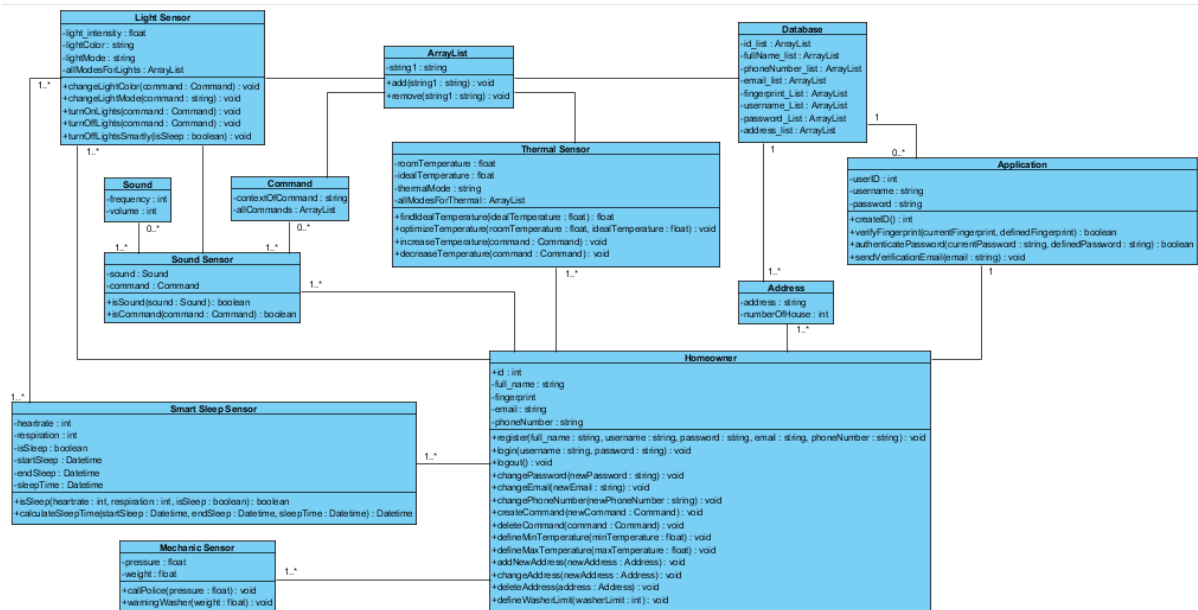 Light Sensor
-light_intensity : float
-lightColor : string
-lightMode : string
-allModesForLights : ArrayList
+changeLightColor(command : Command) : void
+changeLightMode(command : string) : void
+turnOnLights(command : Command) : void
+turnOffLights(command : Command) : void
+turnOffLightsSmartly(isSleep : boolean) : void
1..*
1..*
ArrayList
-string1 : string
+add(string1 : string) : void
+remove(string1 : string) : void
Database
-id_list : ArrayList
-fullName_list : ArrayList
-phoneNumber_list : ArrayList
-email_list : ArrayList
-fingerprint_List : ArrayList
-username_List : ArrayList
-password_List : ArrayList
-address_list : ArrayList
1
0..*
1
1..*
Sound
-frequency : int
-volume : int
0..*
1..*
Command
-contextOfCommand : string
-allCommands : ArrayList
0..*
1..*
Thermal Sensor
-roomTemperature : float
-idealTemperature : float
-thermalMode : string
-allModesForThermal : ArrayList
+findIdealTemperature(idealTemperature : float) : float
+optimizeTemperature(roomTemperature : float, idealTemperature : float) : void
+increaseTemperature(command : Command) : void
+decreaseTemperature(command : Command) : void
1..*
Application
-userID : int
-username : string
-password : string
+createID() : int
+verifyFingerprint(currentFingerprint, definedFingerprint) : boolean
+authenticatePassword(currentPassword : string, definedPassword : string) : boolean
+sendVerificationEmail(email : string) : void
1
Sound Sensor
-sound : Sound
-command : Command
+isSound(sound : Sound) : boolean
+isCommand(command : Command) : boolean
1..*
Address
-address : string
-numberOfHouse : int
1..*
Homeowner
+id : int
-full_name : string
-fingerprint
-email : string
-phoneNumber : string
+register(full_name : string, username : string, password : string, email : string, phoneNumber : string) : void
+login(username : string, password : string) : void
+logout() : void
+changePassword(newPassword : string) : void
+changeEmail(newEmail : string) : void
+changePhoneNumber(newPhoneNumber : string) : void
+createCommand(newCommand : Command) : void
+deleteCommand(command : Command) : void
+defineMinTemperature(minTemperature : float) : void
+defineMaxTemperature(maxTemperature : float) : void
+addNewAddress(newAddress : Address) : void
+changeAddress(newAddress : Address) : void
+deleteAddress(address : Address) : void
+defineWasherLimit(washerLimit : int) : void
1..*
Smart Sleep Sensor
-heartrate : int
-respiration : int
-isSleep : boolean
-startSleep : Datetime
-endSleep : Datetime
-sleepTime : Datetime
+isSleep(heartrate : int, respiration : int, isSleep : boolean) : boolean
+calculateSleepTime(startSleep : Datetime, endSleep : Datetime, sleepTime : Datetime) : Datetime
1..*
Mechanic Sensor
-pressure : float
-weight : float
+callPolice(pressure : float) : void
+warningWasher(weight : float) : void
1..*